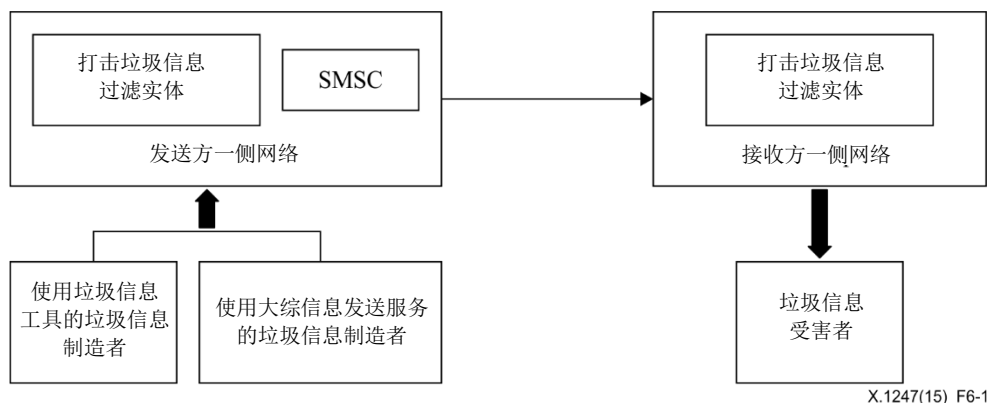 打击垃圾信息
过滤实体
SMSC
发送方一侧网络
打击垃圾信息
过滤实体
接收方一侧网络
使用垃圾信息
工具的垃圾信息
制造者
使用大综信息发送服务
的垃圾信息制造者
垃圾信息
受害者
X.1247(15)_F6-1